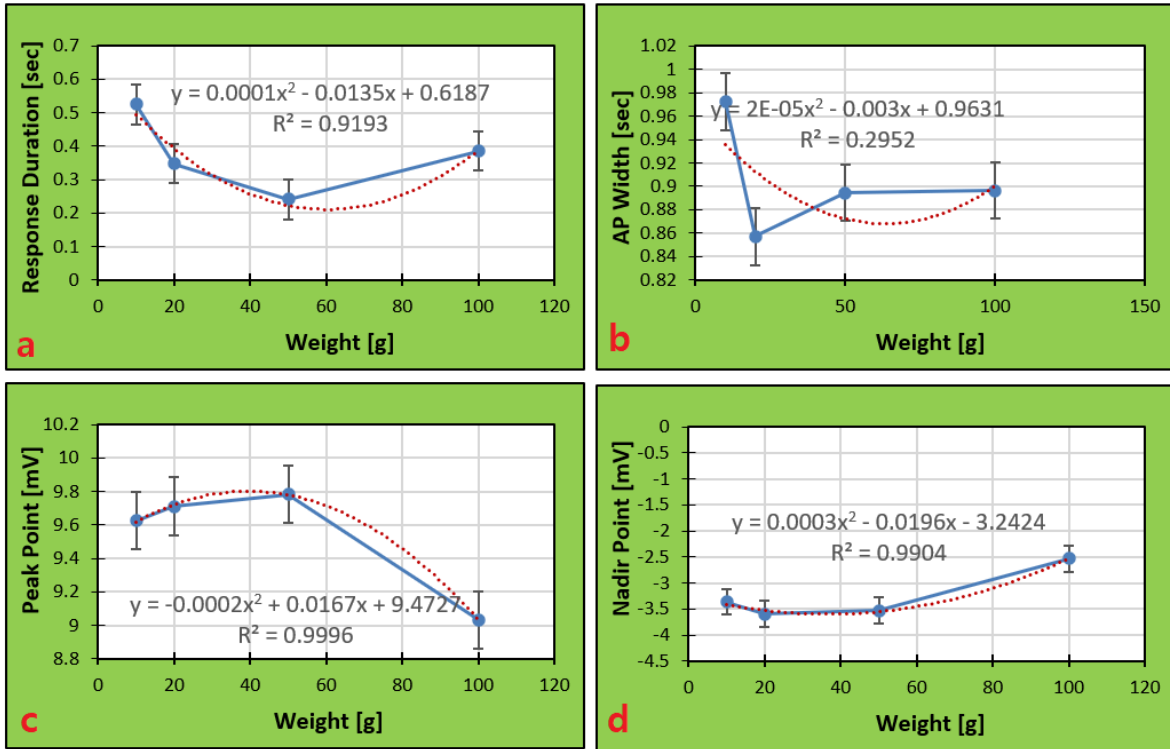 Response Duration [sec]
0.7
0.6
0.5
0.4
0.3
0.2
0.1
0
y = 0.0001x² - 0.0135x + 0.6187
R² = 0.9193
0 20 40 60 80 100 120
Weight [g]
a
AP Width [sec]
1.02
1
0.98
0.96
0.94
0.92
0.9
0.88
0.86
0.84
0.82
y = 2E-05x² - 0.003x + 0.9631
R² = 0.2952
0 50 100 150
Weight [g]
b
Peak Point [mV]
10.2
10
9.8
9.6
9.4
9.2
9
8.8
y = -0.0002x² + 0.0167x + 9.4727
R² = 0.9996
0 20 40 60 80 100 120
Weight [g]
c
Nadir Point [mV]
0
-0.5
-1
-1.5
-2
-2.5
-3
-3.5
-4
-4.5
y = 0.0003x² - 0.0196x - 3.2424
R² = 0.9904
0 20 40 60 80 100 120
Weight [g]
d